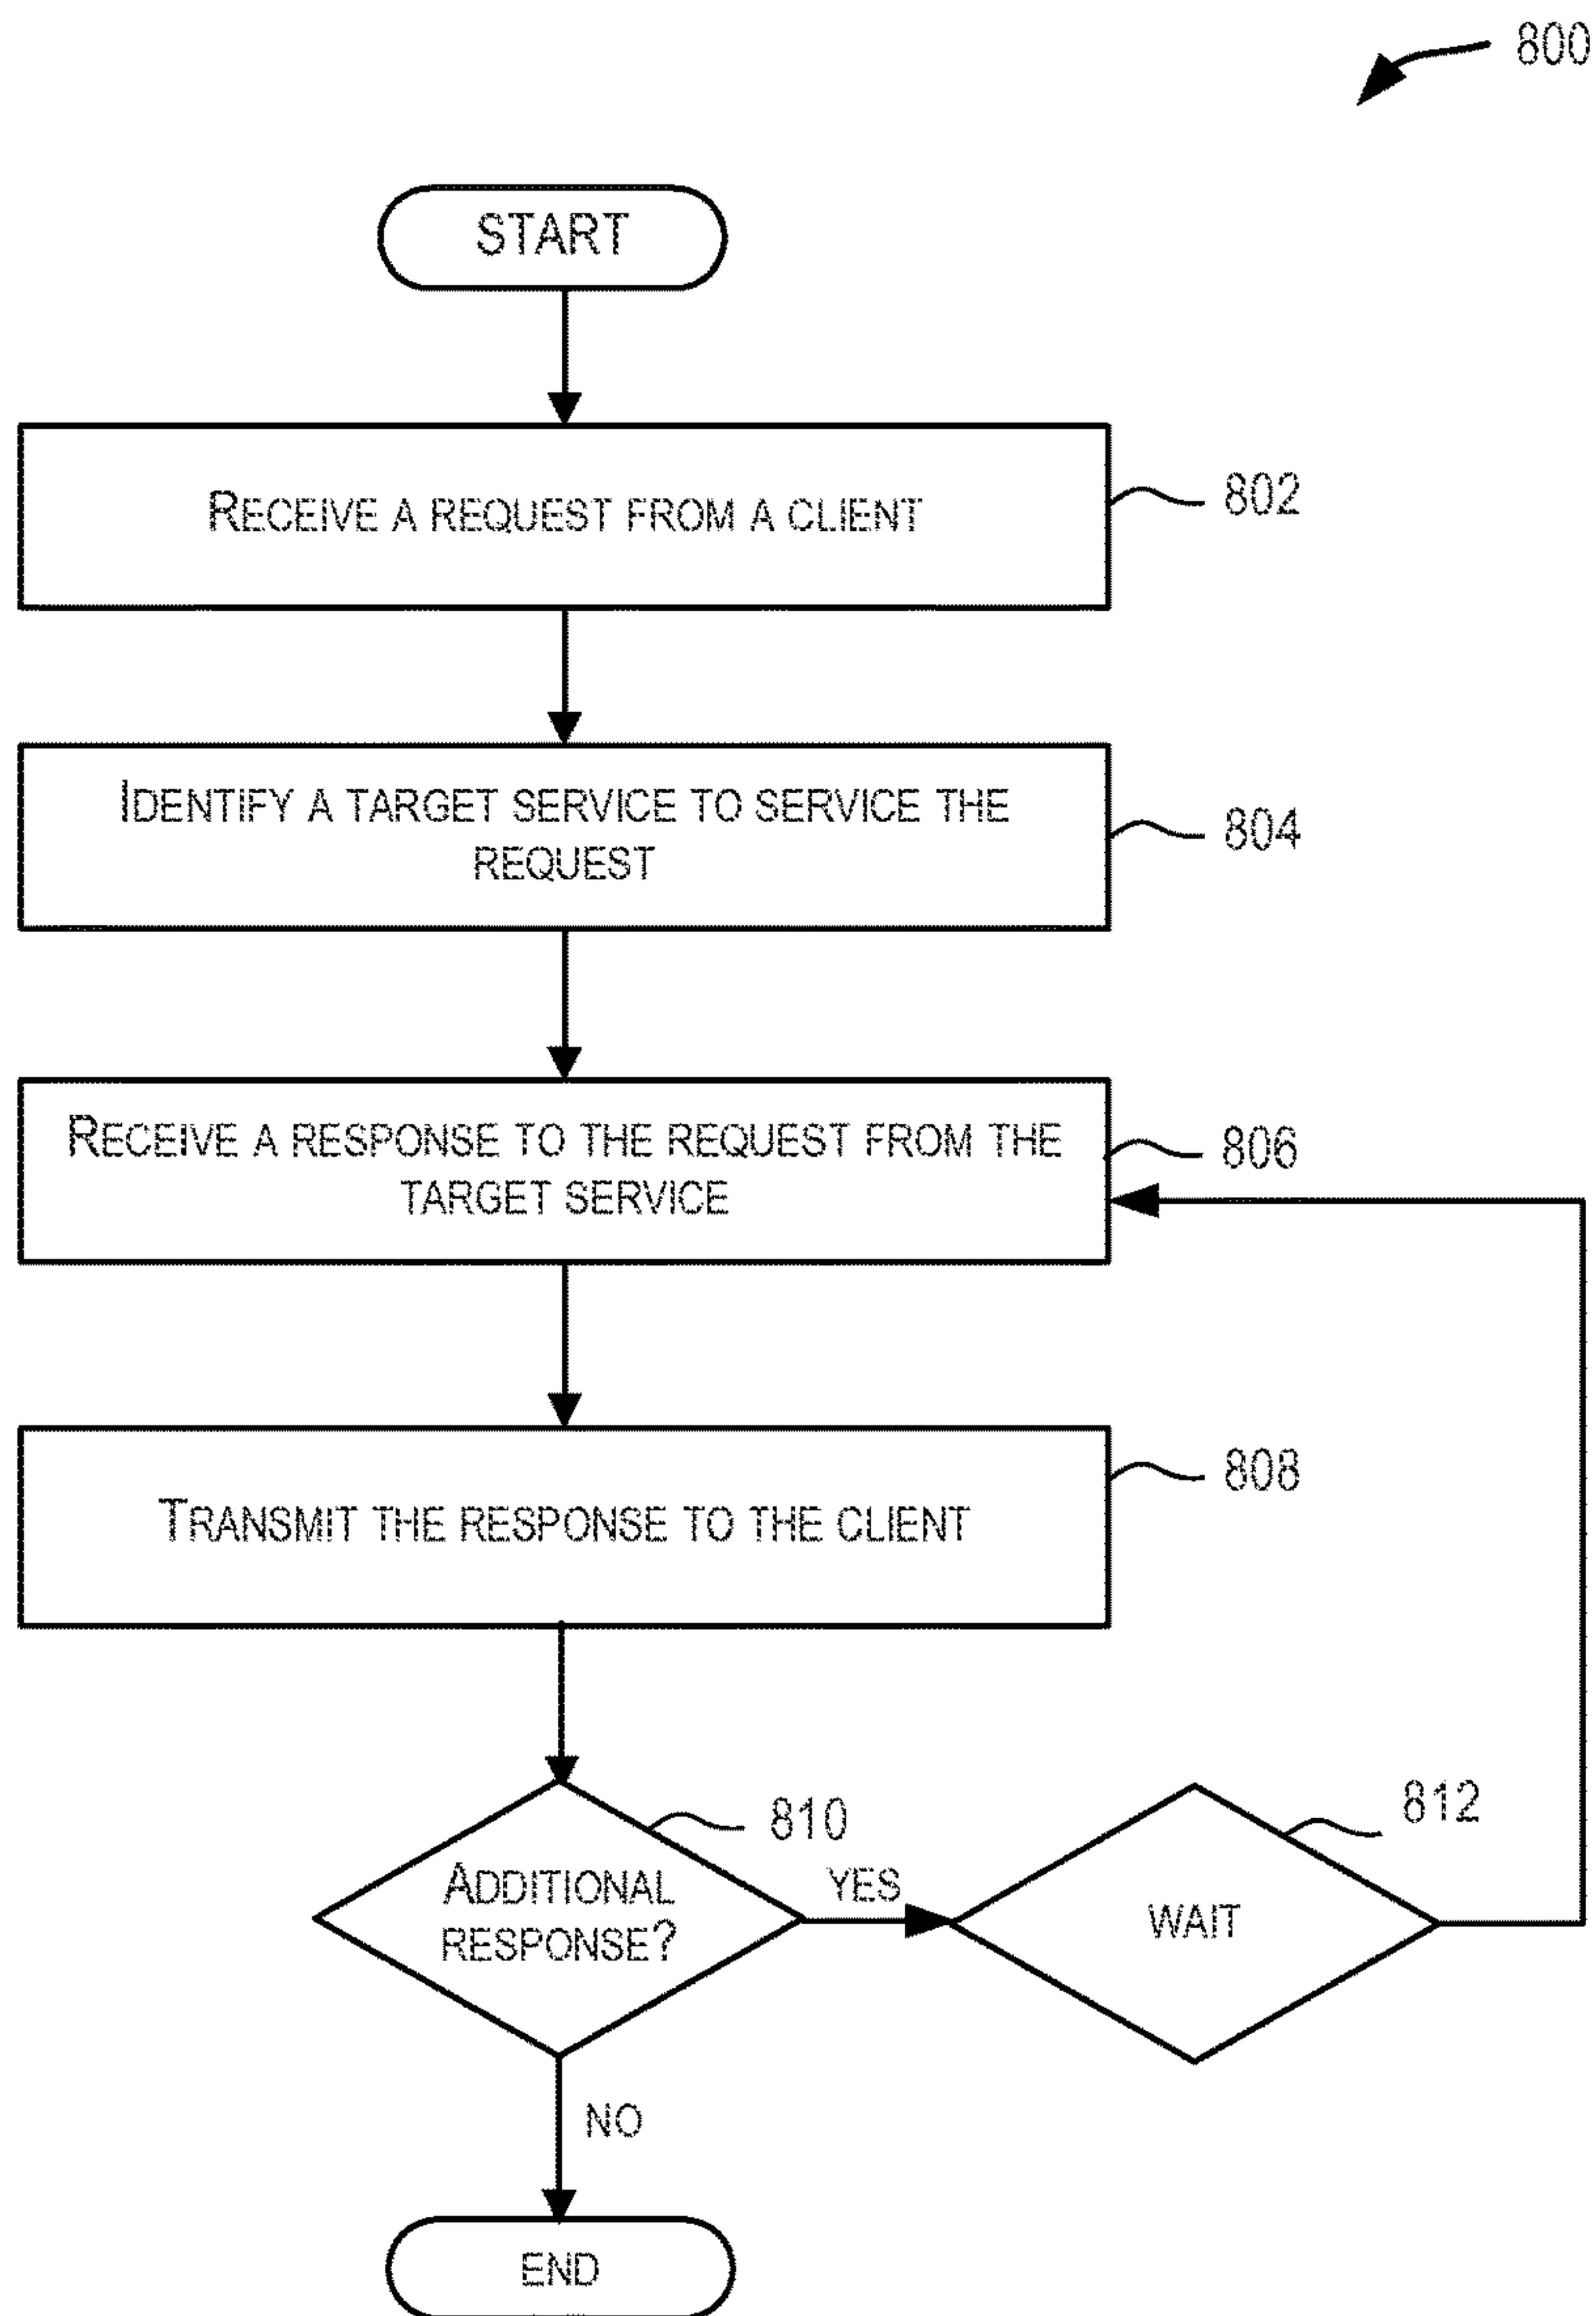 800
START
RECEIVE A REQUEST FROM A CLIENT
802
IDENTIFY A TARGET SERVICE TO SERVICE THE
REQUEST
804
RECEIVE A RESPONSE TO THE REQUEST FROM THE
TARGET SERVICE
806
TRANSMIT THE RESPONSE TO THE CLIENT
808
ADDITIONAL
RESPONSE?
810
YES
WAIT
812
NO
END